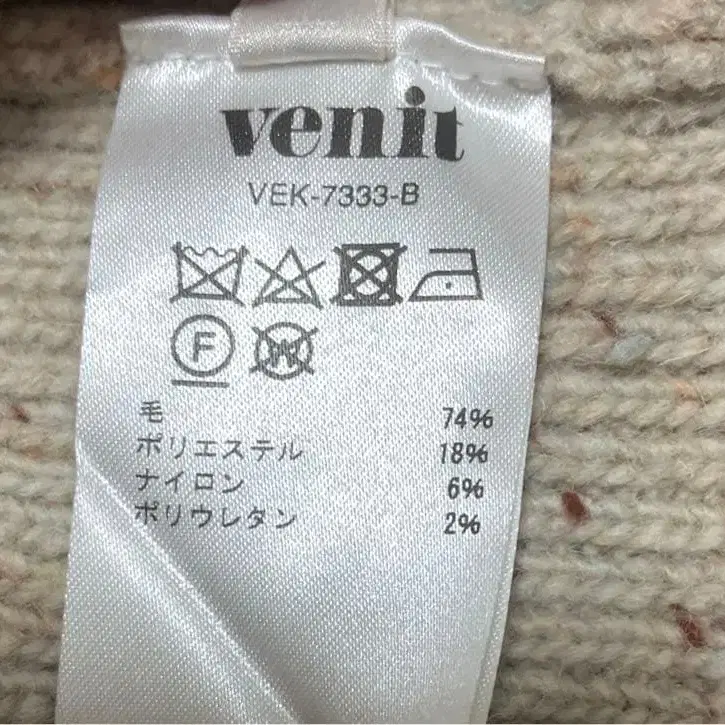 venit
VEK-7333-B
F W
毛 74%
ポリエステル 18%
ナイロン 6%
ポリウレタン 2%